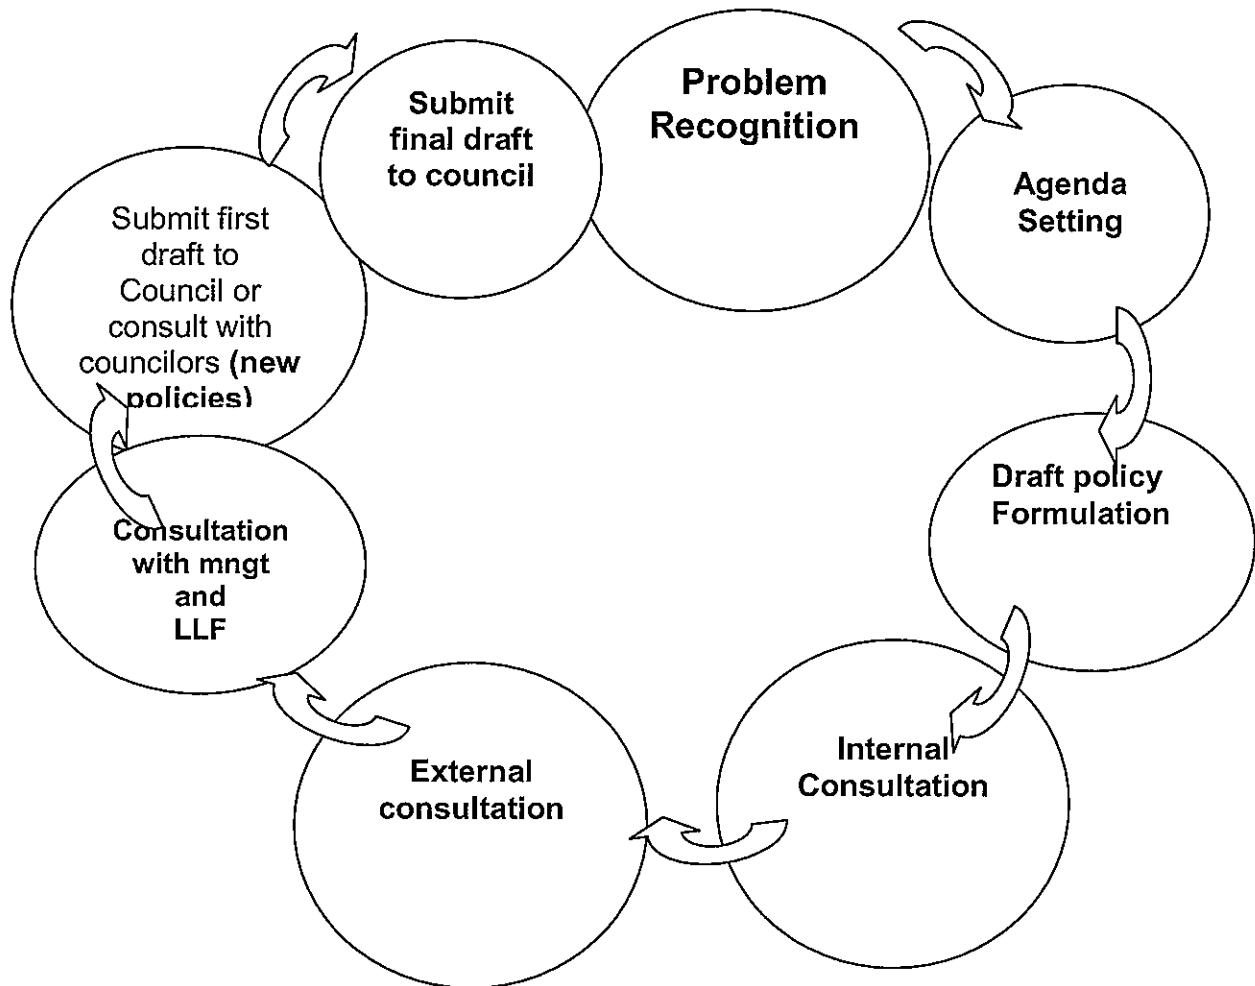 Problem
Recognition
Agenda
Setting
Draft policy
Formulation
Internal
Consultation
External
consultation
Consultation
with mngt
and
LLF
Submit first
draft to
Council or
consult with
councilors (new
policies)
Submit
final draft
to council